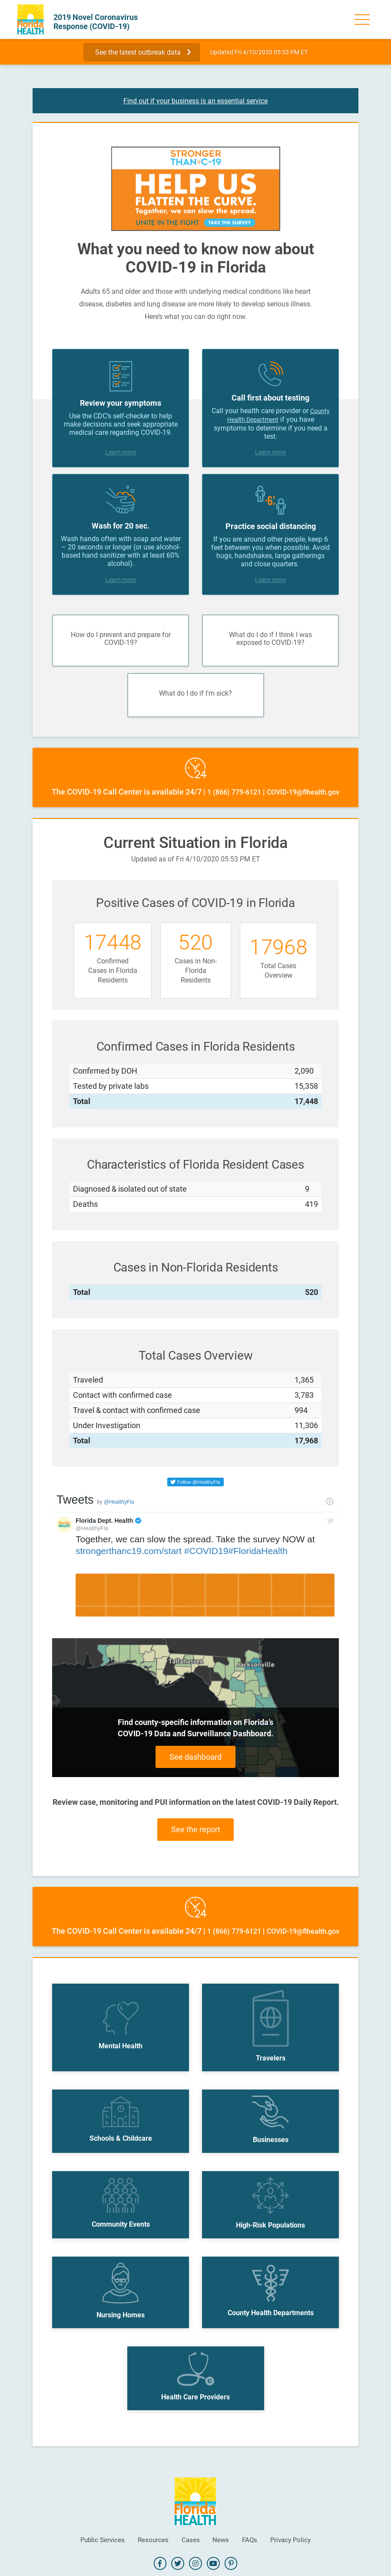 Florida
HEALTH
2019 Novel Coronavirus
Response (COVID-19)
See the latest outbreak data
Updated Fri 4/10/2020 05:53 PM ET
Find out if your business is an essential service
STRONGER
THAN C-19
HELP US
FLATTEN THE CURVE.
Together, we can slow the spread.
UNITE IN THE FIGHT TAKE THE SURVEY
What you need to know now about
COVID-19 in Florida
Adults 65 and older and those with underlying medical conditions like heart
disease, diabetes and lung disease are more likely to develop serious illness.
Here's what you can do right now.
Review your symptoms
Use the CDC's self-checker to help
make decisions and seek appropriate
medical care regarding COVID-19.
Learn more
Call first about testing
Call your health care provider or County
Health Department if you have
symptoms to determine if you need a
test.
Learn more
Wash for 20 sec.
Wash hands often with soap and water
– 20 seconds or longer (or use alcohol-
based hand sanitizer with at least 60%
alcohol).
Learn more
6'
Practice social distancing
If you are around other people, keep 6
feet between you when possible. Avoid
hugs, handshakes, large gatherings
and close quarters.
Learn more
How do I prevent and prepare for
COVID-19?
What do I do if I think I was
exposed to COVID-19?
What do I do if I'm sick?
24
The COVID-19 Call Center is available 24/7 | 1 (866) 779-6121 | COVID-19@flhealth.gov
Current Situation in Florida
Updated as of Fri 4/10/2020 05:53 PM ET
Positive Cases of COVID-19 in Florida
17448
Confirmed
Cases in Florida
Residents
520
Cases in Non-
Florida
Residents
17968
Total Cases
Overview
Confirmed Cases in Florida Residents
Confirmed by DOH 2,090
Tested by private labs 15,358
Total 17,448
Characteristics of Florida Resident Cases
Diagnosed & isolated out of state 9
Deaths 419
Cases in Non-Florida Residents
Total 520
Total Cases Overview
Traveled 1,365
Contact with confirmed case 3,783
Travel & contact with confirmed case 994
Under Investigation 11,306
Total 17,968
Follow @HealthyFla
Tweets by @HealthyFla
Florida Dept. Health
@HealthyFla
Together, we can slow the spread. Take the survey NOW at
strongerthanc19.com/start #COVID19#FloridaHealth
Tallahassee
Jacksonville
Find county-specific information on Florida's
COVID-19 Data and Surveillance Dashboard.
See dashboard
Review case, monitoring and PUI information on the latest COVID-19 Daily Report.
See the report
24
The COVID-19 Call Center is available 24/7 | 1 (866) 779-6121 | COVID-19@flhealth.gov
Mental Health
Travelers
Schools & Childcare
Businesses
Community Events
High-Risk Populations
Nursing Homes
County Health Departments
Health Care Providers
Florida
HEALTH
Public Services Resources Cases News FAQs Privacy Policy